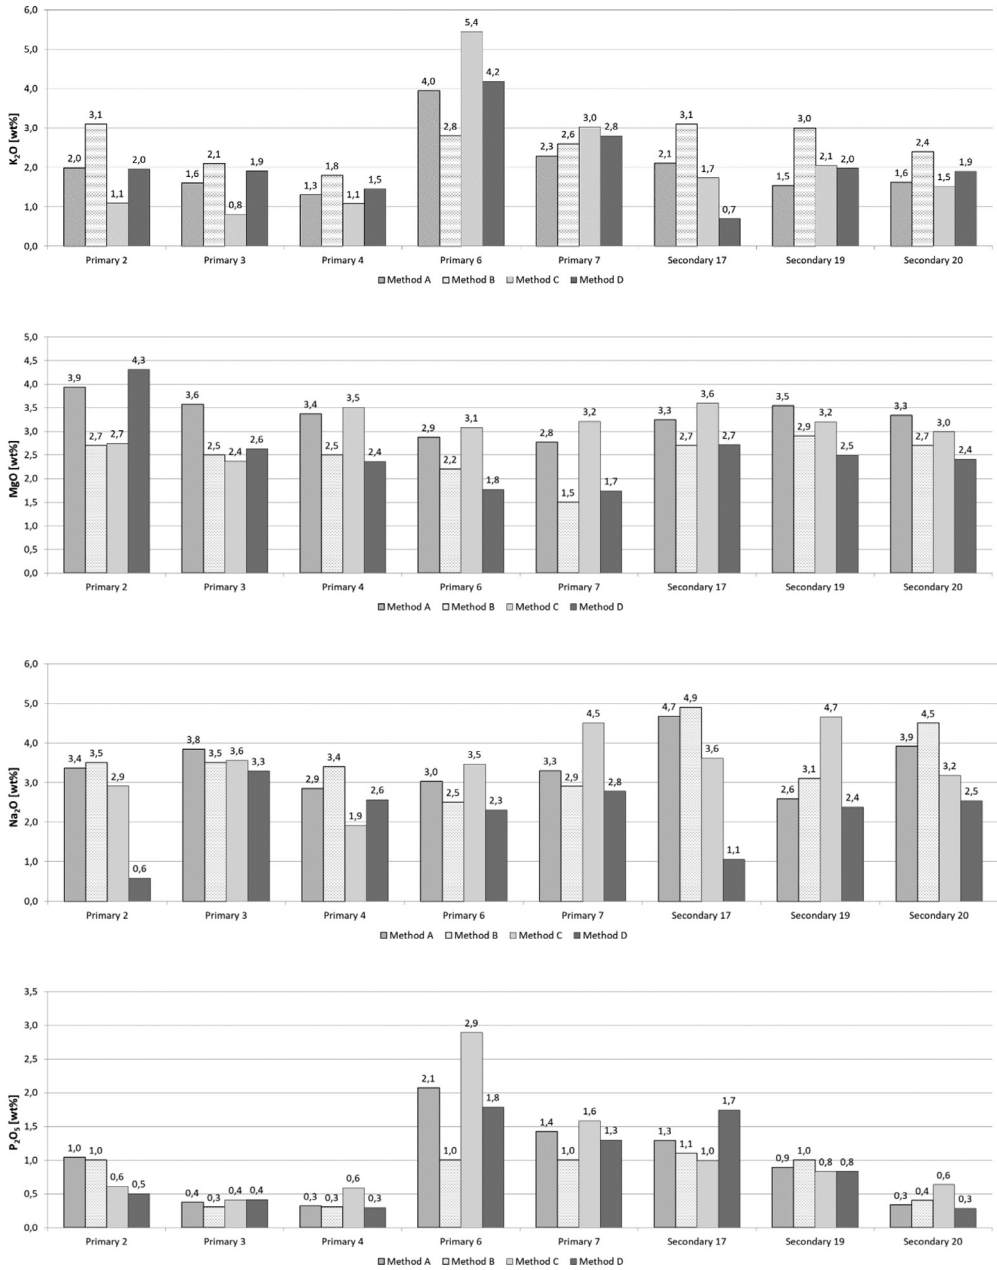 6,0
5,0
4,0
3,0
2,0
1,0
0,0
K₂O [wt%]
2,0 3,1 1,1 2,0 1,6 2,1 0,8 1,9 1,3 1,8 1,1 1,5 4,0 2,8 5,4 4,2 2,3 2,6 3,0 2,8 2,1 3,1 1,7 0,7 1,5 3,0 2,1 2,0 1,6 2,4 1,5 1,9
Primary 2 Primary 3 Primary 4 Primary 6 Primary 7 Secondary 17 Secondary 19 Secondary 20
Method A Method B Method C Method D
5,0
4,5
4,0
3,5
3,0
2,5
2,0
1,5
1,0
0,5
0,0
MgO [wt%]
3,9 2,7 2,7 4,3 3,6 2,5 2,4 2,6 3,4 2,5 3,5 2,4 2,9 2,2 3,1 1,8 2,8 1,5 3,2 1,7 3,3 2,7 3,6 2,7 3,5 2,9 3,2 2,5 3,3 2,7 3,0 2,4
Primary 2 Primary 3 Primary 4 Primary 6 Primary 7 Secondary 17 Secondary 19 Secondary 20
Method A Method B Method C Method D
6,0
5,0
4,0
3,0
2,0
1,0
0,0
Na₂O [wt%]
3,4 3,5 2,9 0,6 3,8 3,5 3,6 3,3 2,9 3,4 1,9 2,6 3,0 2,5 3,5 2,3 3,3 2,9 4,5 2,8 4,7 4,9 3,6 1,1 2,6 3,1 4,7 2,4 3,9 4,5 3,2 2,5
Primary 2 Primary 3 Primary 4 Primary 6 Primary 7 Secondary 17 Secondary 19 Secondary 20
Method A Method B Method C Method D
3,5
3,0
2,5
2,0
1,5
1,0
0,5
0,0
P₂O₅ [wt%]
1,0 1,0 0,6 0,5 0,4 0,3 0,4 0,4 0,3 0,3 0,6 0,3 2,1 1,0 2,9 1,8 1,4 1,0 1,6 1,3 1,3 1,1 1,0 1,7 0,9 1,0 0,8 0,8 0,3 0,4 0,6 0,3
Primary 2 Primary 3 Primary 4 Primary 6 Primary 7 Secondary 17 Secondary 19 Secondary 20
Method A Method B Method C Method D